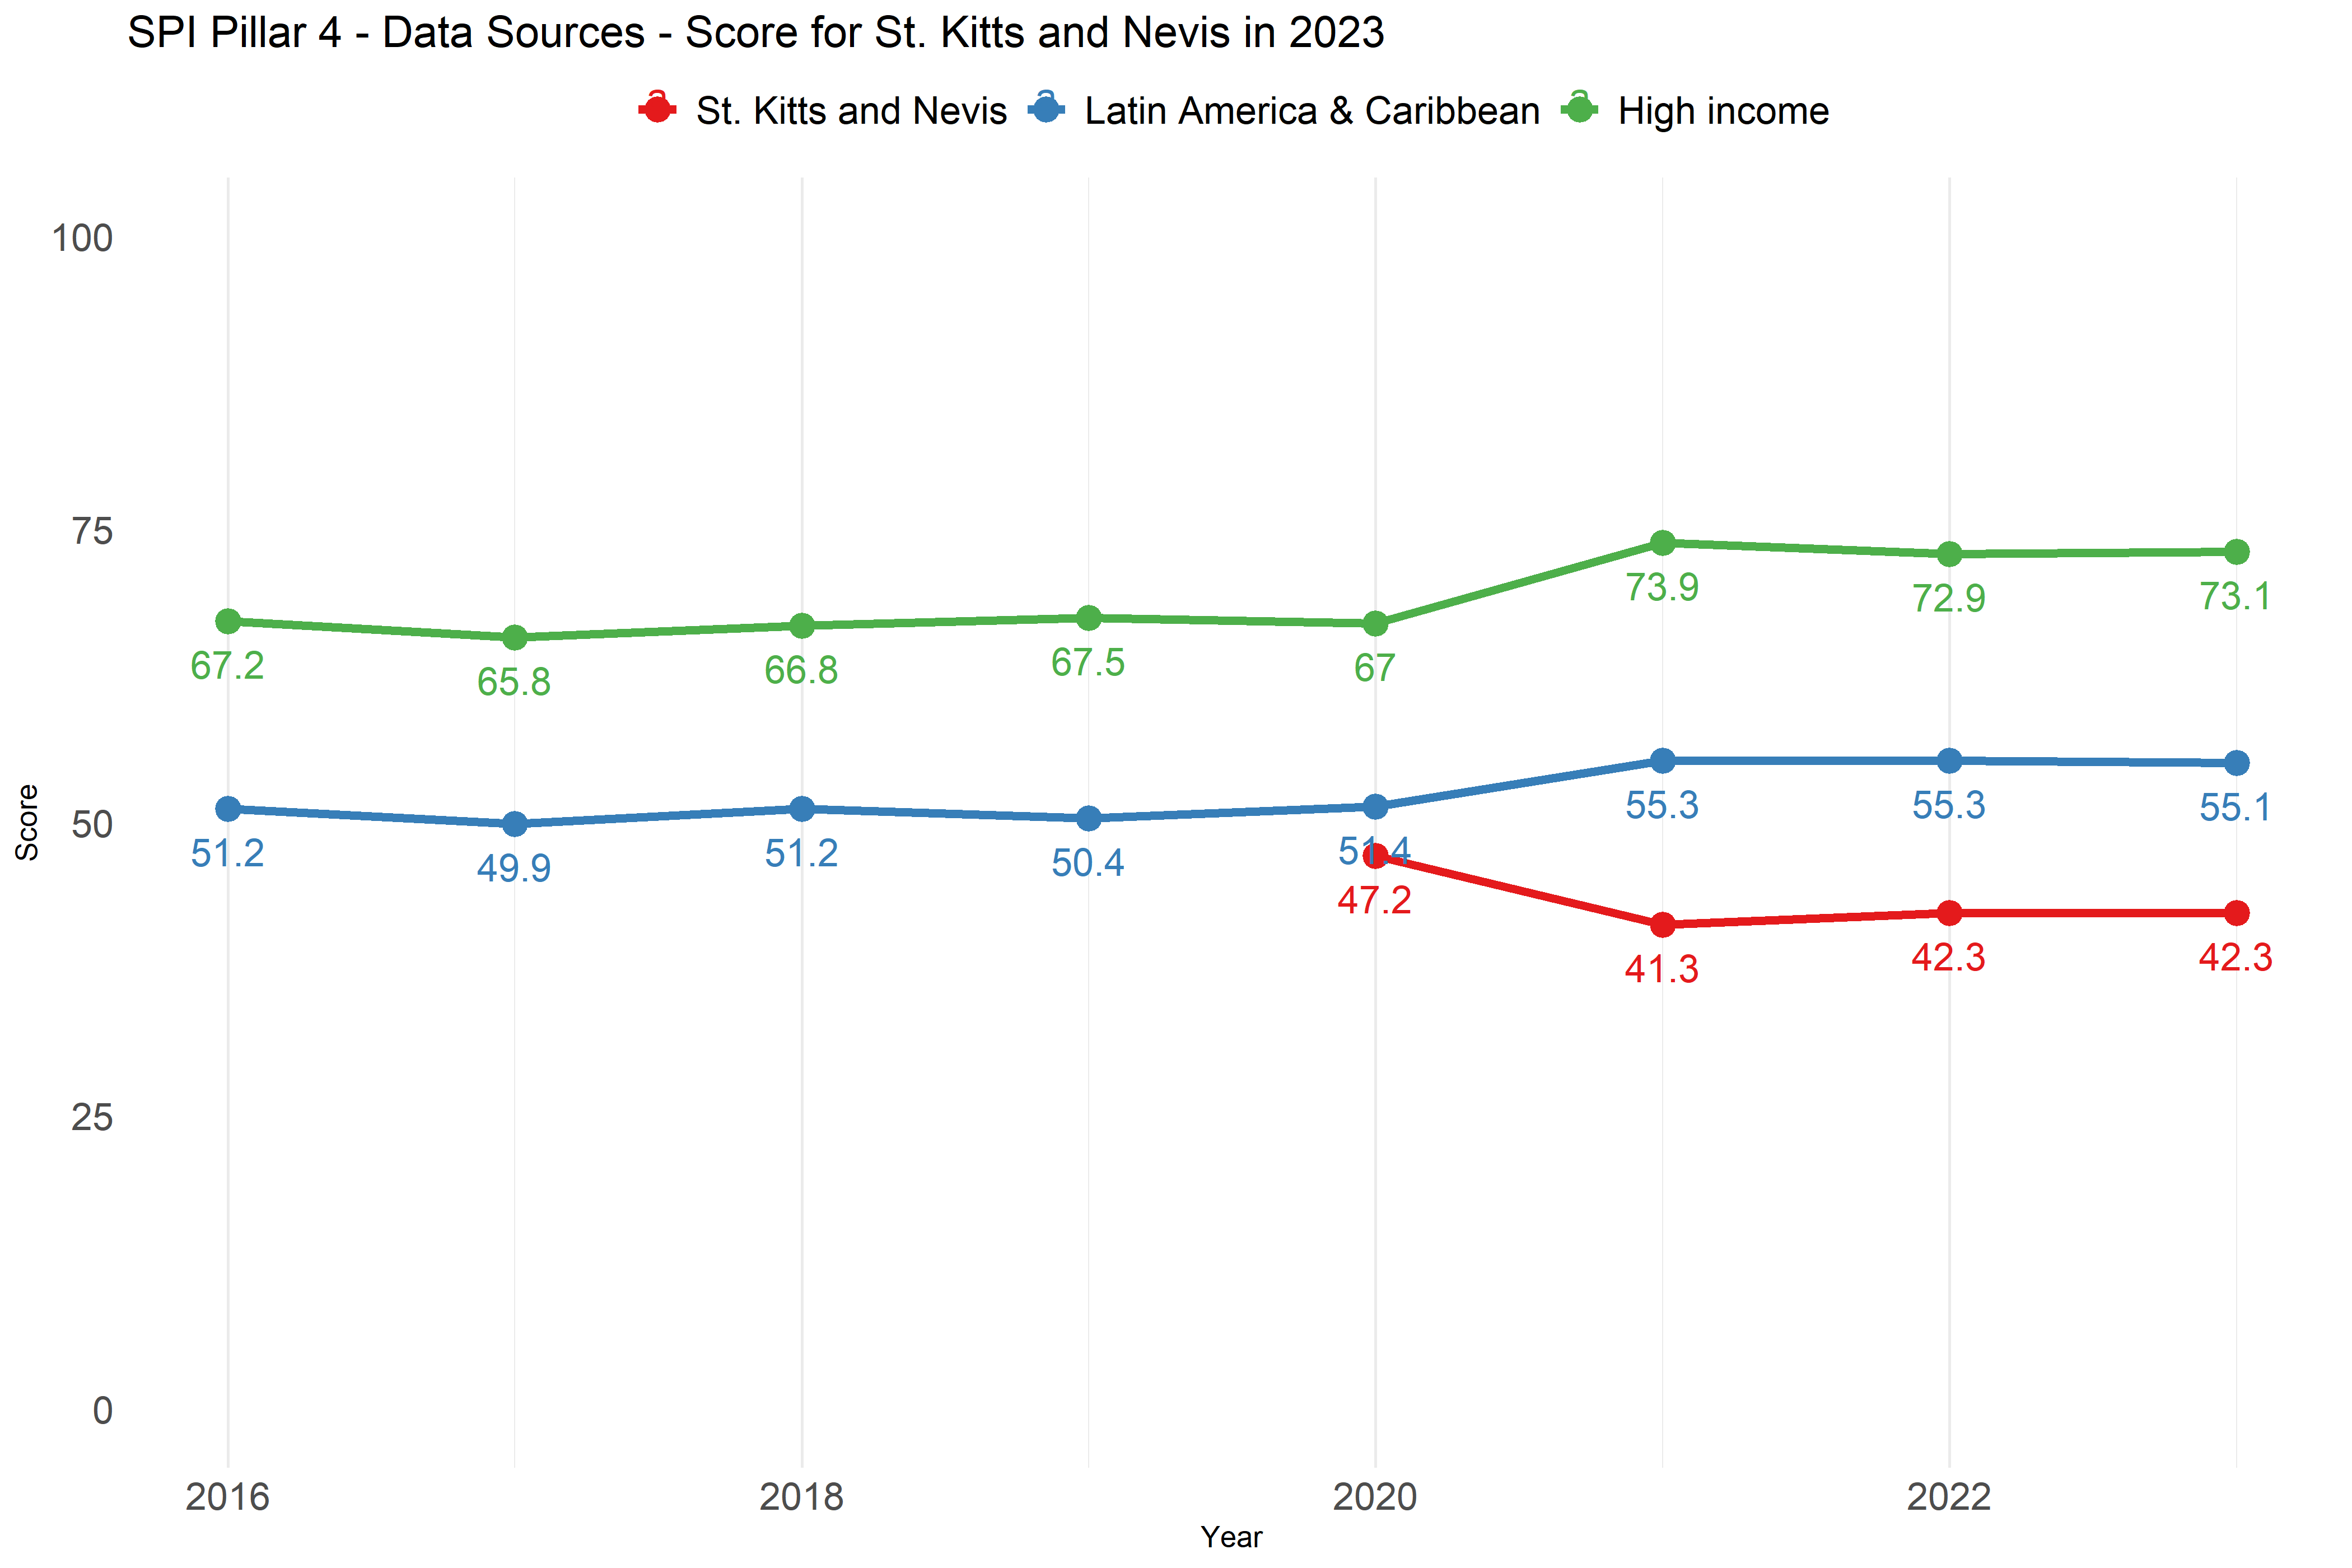 SPI Pillar 4 - Data Sources - Score for St. Kitts and Nevis in 2023
St. Kitts and Nevis Latin America & Caribbean High income
100
75
50
25
0
Score
67.2 65.8 66.8 67.5 67 73.9 72.9 73.1
51.2 49.9 51.2 50.4 51.4 55.3 55.3 55.1
47.2 41.3 42.3 42.3
2016 2018 2020 2022
Year